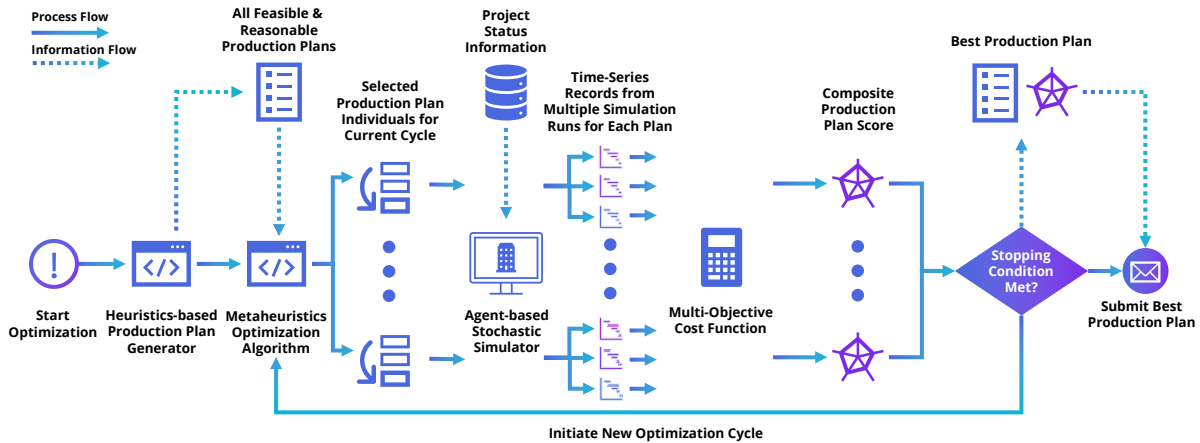 Process Flow
Information Flow
All Feasible &
Reasonable
Production Plans
Project
Status
Information
Best Production Plan
Selected
Production Plan
Individuals for
Current Cycle
Time-Series
Records from
Multiple Simulation
Runs for Each Plan
Composite
Production
Plan Score
Start
Optimization
Heuristics-based
Production Plan
Generator
Metaheuristics
Optimization
Algorithm
Agent-based
Stochastic
Simulator
Multi-Objective
Cost Function
Stopping
Condition
Met?
Submit Best
Production Plan
Initiate New Optimization Cycle